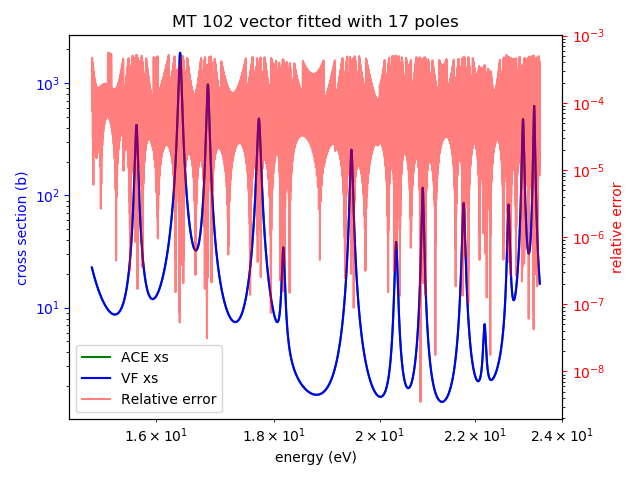 MT 102 vector fitted with 17 poles
10³
10²
10¹
cross section (b)
10⁻³
10⁻⁴
10⁻⁵
10⁻⁶
10⁻⁷
10⁻⁸
relative error
ACE xs
VF xs
Relative error
1.6 × 10¹ 1.8 × 10¹ 2 × 10¹ 2.2 × 10¹ 2.4 × 10¹
energy (eV)